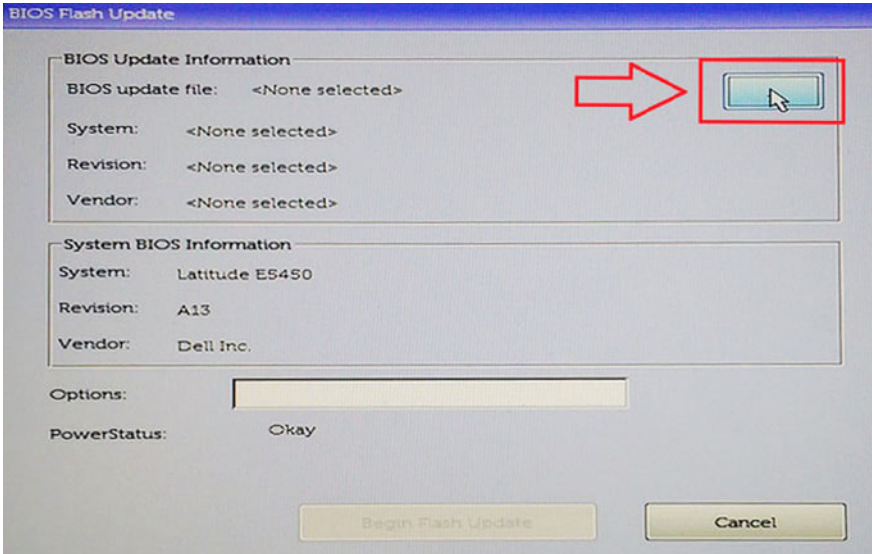 BIOS Flash Update
BIOS Update Information
BIOS update file: <None selected>
System: <None selected>
Revision: <None selected>
Vendor: <None selected>
System BIOS Information
System: Latitude E5450
Revision: A13
Vendor: Dell Inc.
Options:
PowerStatus: Okay
Begin Flash Update
Cancel